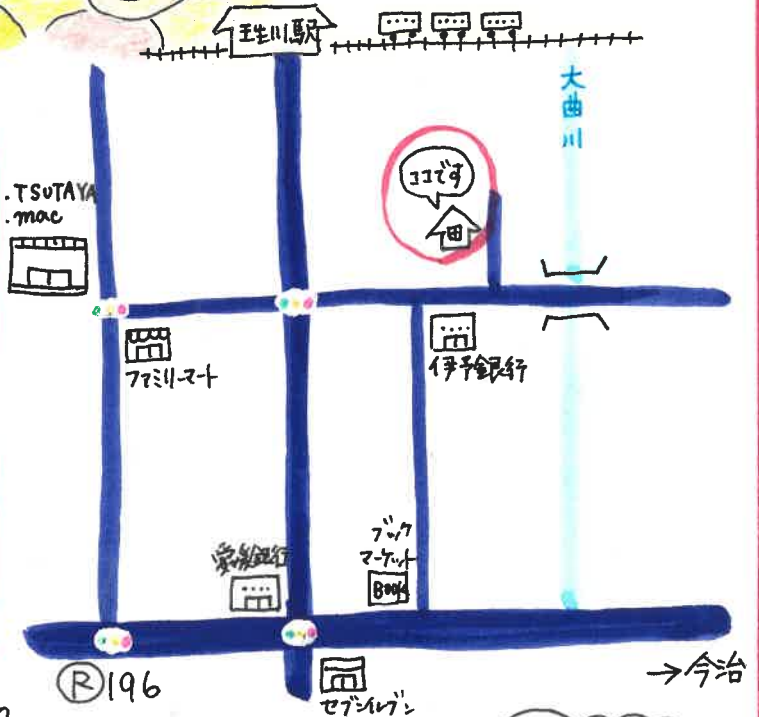 壬生川駅
大曲川
ココです
.TSUTAYA
.mac
ファミリーマート
伊予銀行
愛媛銀行
ブック
マーケット
BOOK
R196
→今治
セブンイレブン